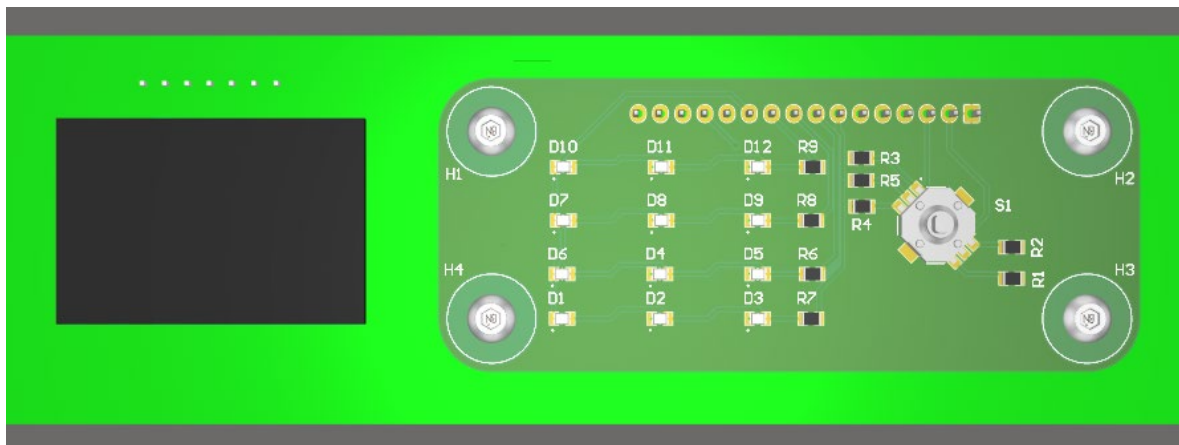 D10 D11 D12 R9
R3
H1 R5 H2
D7 D8 D9 R8 R4 S1
D6 D4 D5 R6 R2
H4 H3
D1 D2 D3 R7 R1